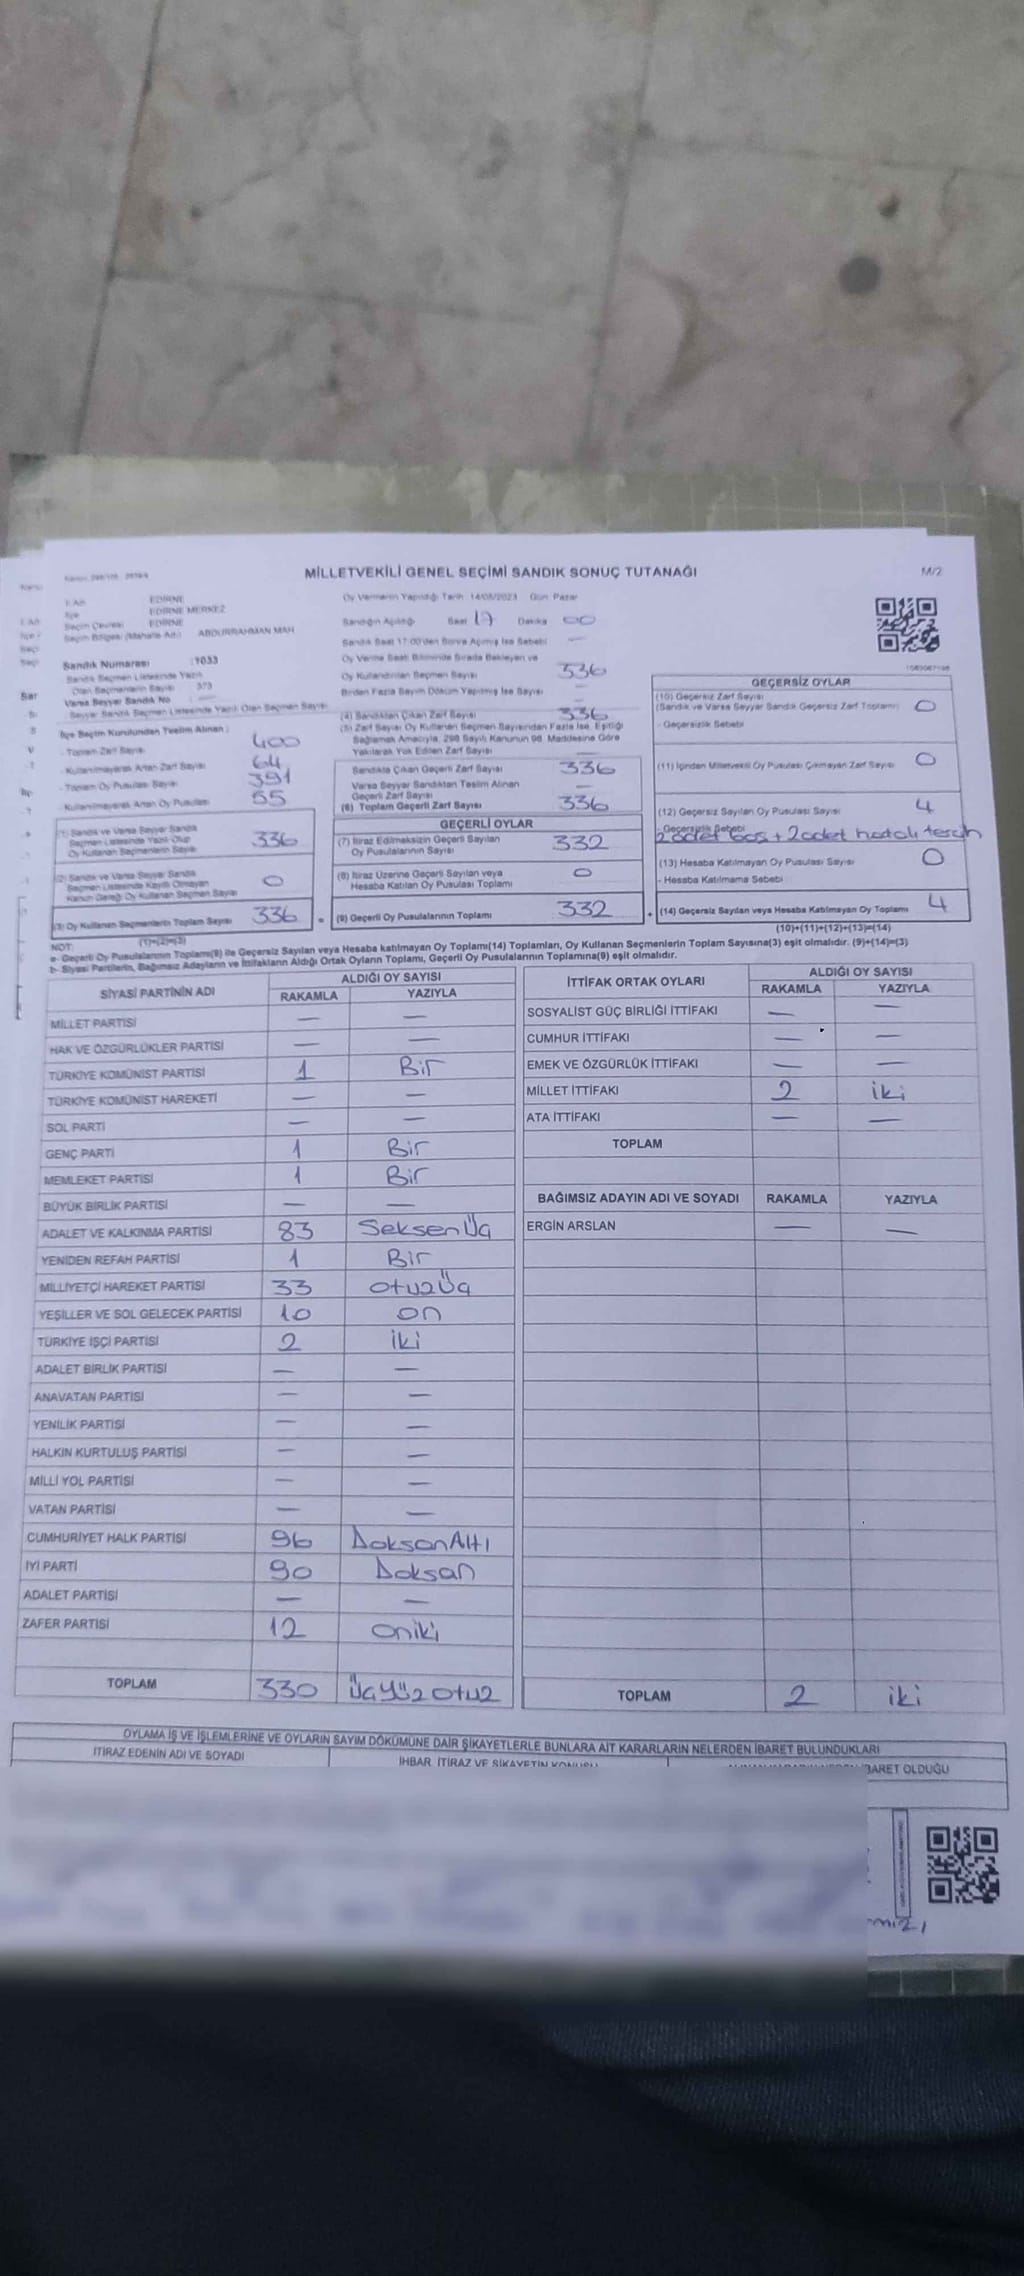 MİLLETVEKİLİ GENEL SEÇİMİ SANDIK SONUÇ TUTANAĞI
M/2
İli EDİRNE
İlçe EDİRNE MERKEZ
Seçim Çevresi EDİRNE
Seçim Bölgesi (Mahalle Adı) ABDURRAHMAN MAH
Sandık Numarası : 1033
Sandık Seçmen Listesinde Yazılı
Olan Seçmenlerin Sayısı 373
Varsa Seyyar Sandık No
Seyyar Sandık Seçmen Listesinde Yazılı Olan Seçmen Sayısı
Oy Vermenin Yapıldığı Tarih 14/05/2023 Gün Pazar
Sandığın Açıldığı Saat 17 Dakika 00
Sandık Saat 17:00'den Sonra Açılmış İse Sebebi —
Oy Verme Saati Bitiminde Sırada Bekleyen ve
Oy Kullandırılan Seçmen Sayısı 336
Birden Fazla Sayım Döküm Yapılmış İse Sayısı —
İlçe Seçim Kurulundan Teslim Alınan :
- Toplam Zarf Sayısı 400
- Kullanılmayarak Artan Zarf Sayısı 64
- Toplam Oy Pusulası Sayısı 391
- Kullanılmayarak Artan Oy Pusulası 55
(1) Sandık ve Varsa Seyyar Sandık
Seçmen Listesinde Yazılı Olup
Oy Kullanan Seçmenlerin Sayısı 336
(2) Sandık ve Varsa Seyyar Sandık
Seçmen Listesinde Kayıtlı Olmayan
Kanun Gereği Oy Kullanan Seçmen Sayısı 0
(3) Oy Kullanan Seçmenlerin Toplam Sayısı 336
(1)+(2)=(3)
(4) Sandıktan Çıkan Zarf Sayısı 336
(5) Zarf Sayısı Oy Kullanan Seçmen Sayısından Fazla İse, Eşitliği
Sağlamak Amacıyla, 298 Sayılı Kanunun 98. Maddesine Göre
Yakılarak Yok Edilen Zarf Sayısı —
Sandıkta Çıkan Geçerli Zarf Sayısı 336
Varsa Seyyar Sandıktan Teslim Alınan
Geçerli Zarf Sayısı —
(6) Toplam Geçerli Zarf Sayısı 336
GEÇERLİ OYLAR
(7) İtiraz Edilmeksizin Geçerli Sayılan
Oy Pusulalarının Sayısı 332
(8) İtiraz Üzerine Geçerli Sayılan veya
Hesaba Katılan Oy Pusulası Toplamı 0
= (9) Geçerli Oy Pusulalarının Toplamı 332
GEÇERSİZ OYLAR
(10) Geçersiz Zarf Sayısı
(Sandık ve Varsa Seyyar Sandık Geçersiz Zarf Toplamı) 0
- Geçersizlik Sebebi
(11) İçinden Milletvekili Oy Pusulası Çıkmayan Zarf Sayısı 0
(12) Geçersiz Sayılan Oy Pusulası Sayısı 4
- Geçersizlik Sebebi
2 adet boş + 2 adet hatalı tercih
(13) Hesaba Katılmayan Oy Pusulası Sayısı 0
- Hesaba Katılmama Sebebi
+ (14) Geçersiz Sayılan veya Hesaba Katılmayan Oy Toplamı 4
(10)+(11)+(12)+(13)=(14)
NOT:
a- Geçerli Oy Pusulalarının Toplamı(9) ile Geçersiz Sayılan veya Hesaba katılmayan Oy Toplamı(14) Toplamları, Oy Kullanan Seçmenlerin Toplam Sayısına(3) eşit olmalıdır. (9)+(14)=(3)
b- Siyasi Partilerin, Bağımsız Adayların ve İttifakların Aldığı Ortak Oyların Toplamı, Geçerli Oy Pusulalarının Toplamına(9) eşit olmalıdır.
SİYASİ PARTİNİN ADI
ALDIĞI OY SAYISI
RAKAMLA YAZIYLA
MİLLET PARTİSİ — —
HAK VE ÖZGÜRLÜKLER PARTİSİ — —
TÜRKİYE KOMÜNİST PARTİSİ 1 Bir
TÜRKİYE KOMÜNİST HAREKETİ — —
SOL PARTİ — —
GENÇ PARTİ 1 Bir
MEMLEKET PARTİSİ 1 Bir
BÜYÜK BİRLİK PARTİSİ — —
ADALET VE KALKINMA PARTİSİ 83 SeksenÜç
YENİDEN REFAH PARTİSİ 1 Bir
MİLLİYETÇİ HAREKET PARTİSİ 33 otuzÜç
YEŞİLLER VE SOL GELECEK PARTİSİ 10 on
TÜRKİYE İŞÇİ PARTİSİ 2 iki
ADALET BİRLİK PARTİSİ — —
ANAVATAN PARTİSİ — —
YENİLİK PARTİSİ — —
HALKIN KURTULUŞ PARTİSİ — —
MİLLİ YOL PARTİSİ — —
VATAN PARTİSİ — —
CUMHURİYET HALK PARTİSİ 96 DoksanAltı
İYİ PARTİ 90 Doksan
ADALET PARTİSİ — —
ZAFER PARTİSİ 12 oniki
TOPLAM 330 ÜçYüzotuz
İTTİFAK ORTAK OYLARI
ALDIĞI OY SAYISI
RAKAMLA YAZIYLA
SOSYALİST GÜÇ BİRLİĞİ İTTİFAKI — —
CUMHUR İTTİFAKI — —
EMEK VE ÖZGÜRLÜK İTTİFAKI — —
MİLLET İTTİFAKI 2 iki
ATA İTTİFAKI — —
TOPLAM
BAĞIMSIZ ADAYIN ADI VE SOYADI RAKAMLA YAZIYLA
ERGİN ARSLAN — —
TOPLAM 2 iki
OYLAMA İŞ VE İŞLEMLERİNE VE OYLARIN SAYIM DÖKÜMÜNE DAİR ŞİKAYETLERLE BUNLARA AİT KARARLARIN NELERDEN İBARET BULUNDUKLARI
İTİRAZ EDENİN ADI VE SOYADI
İHBAR, İTİRAZ VE ŞİKAYETİN KONUSU
İBARET OLDUĞU